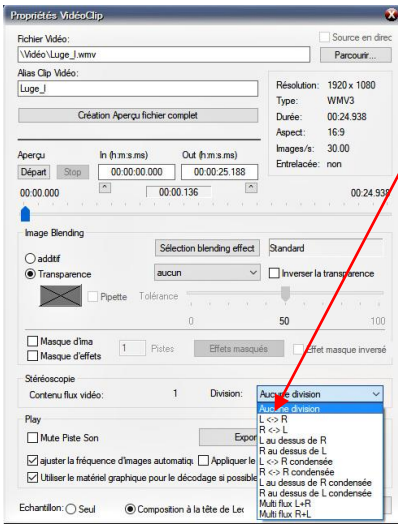 Propriétés VidéoClip
Fichier Vidéo:
Source en direc
\Vidéo\Luge_l.wmv
Parcourir...
Alias Clip Vidéo:
Luge_l
Création Aperçu fichier complet
Résolution: 1920 x 1080
Type: WMV3
Durée: 00:24.938
Aspect: 16:9
Images/s: 30.00
Entrelacée: non
Aperçu In (h:m:s.ms) Out (h:m:s.ms)
Départ Stop 00:00:00.000 00:00:25.188
00:00.000 ^ 00:00.136 ^ 00:24.938
Image Blending
Sélection blending effect Standard
additif
Transparence aucun Inverser la transparence
Pipette Tolérance
0 50 100
Masque d'ima
Masque d'effets
1 Pistes Effets masqués Effet masque inversé
Stéréoscopie
Contenu flux vidéo: 1 Division: Aucune division
Aucune division
L <-> R
R <-> L
L au dessus de R
R au dessus de L
L <-> R condensée
R <-> R condensée
L au dessus de R condensée
R au dessus de L condensée
Multi flux L+R
Multi flux R+L
Play
Mute Piste Son Expor
ajuster la fréquence d'images automatiq Appliquer le
Utiliser le matériel graphique pour le décodage si possible
Echantillon: Seul Composition à la tête de Lec